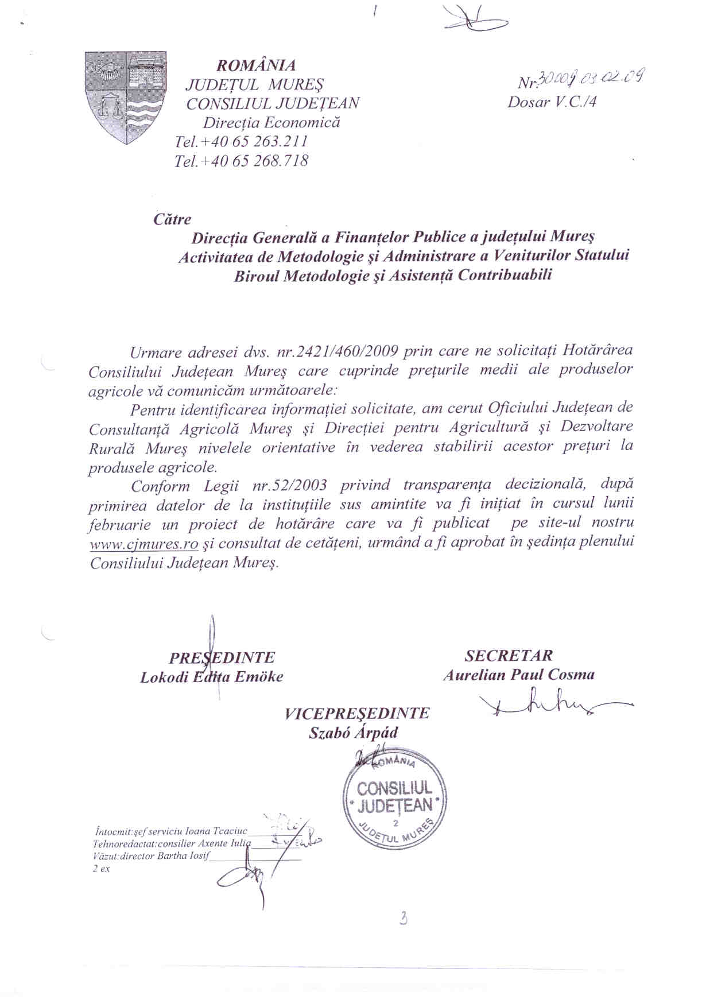 ROMÂNIA
JUDEŢUL MUREŞ
CONSILIUL JUDEŢEAN
Direcţia Economică
Tel.+40 65 263.211
Tel.+40 65 268.718
Nr. 03.02.09
Dosar V.C./4
Către
Direcţia Generală a Finanţelor Publice a judeţului Mureş
Activitatea de Metodologie şi Administrare a Veniturilor Statului
Biroul Metodologie şi Asistenţă Contribuabili
Urmare adresei dvs. nr.2421/460/2009 prin care ne solicitaţi Hotărârea
Consiliului Judeţean Mureş care cuprinde preţurile medii ale produselor
agricole vă comunicăm următoarele:
Pentru identificarea informaţiei solicitate, am cerut Oficiului Judeţean de
Consultanţă Agricolă Mureş şi Direcţiei pentru Agricultură şi Dezvoltare
Rurală Mureş nivelele orientative în vederea stabilirii acestor preţuri la
produsele agricole.
Conform Legii nr.52/2003 privind transparenţa decizională, după
primirea datelor de la instituţiile sus amintite va fi iniţiat în cursul lunii
februarie un proiect de hotărâre care va fi publicat pe site-ul nostru
www.cjmures.ro şi consultat de cetăţeni, urmând a fi aprobat în şedinţa plenului
Consiliului Judeţean Mureş.
PREŞEDINTE
Lokodi Edita Emöke
SECRETAR
Aurelian Paul Cosma
VICEPREŞEDINTE
Szabó Árpád
ROMÂNIA
CONSILIUL
JUDEŢEAN
2
JUDEŢUL MUREŞ
Întocmit:şef serviciu Ioana Tcaciuc
Tehnoredactat:consilier Axente Iulia
Văzut:director Bartha Iosif
2 ex
3